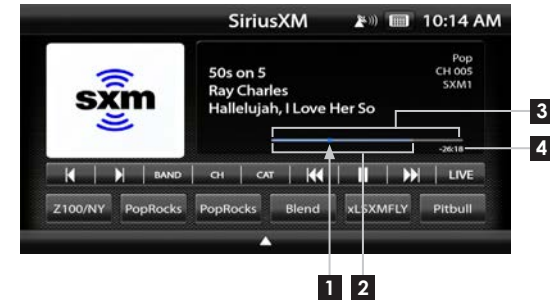 SiriusXM 10:14 AM
sxm
Pop
50s on 5 CH 005
Ray Charles SXM1
Hallelujah, I Love Her So
3
-26:18 4
BAND CH CAT LIVE
Z100/NY PopRocks PopRocks Blend xLSXMFLY Pitbull
1 2